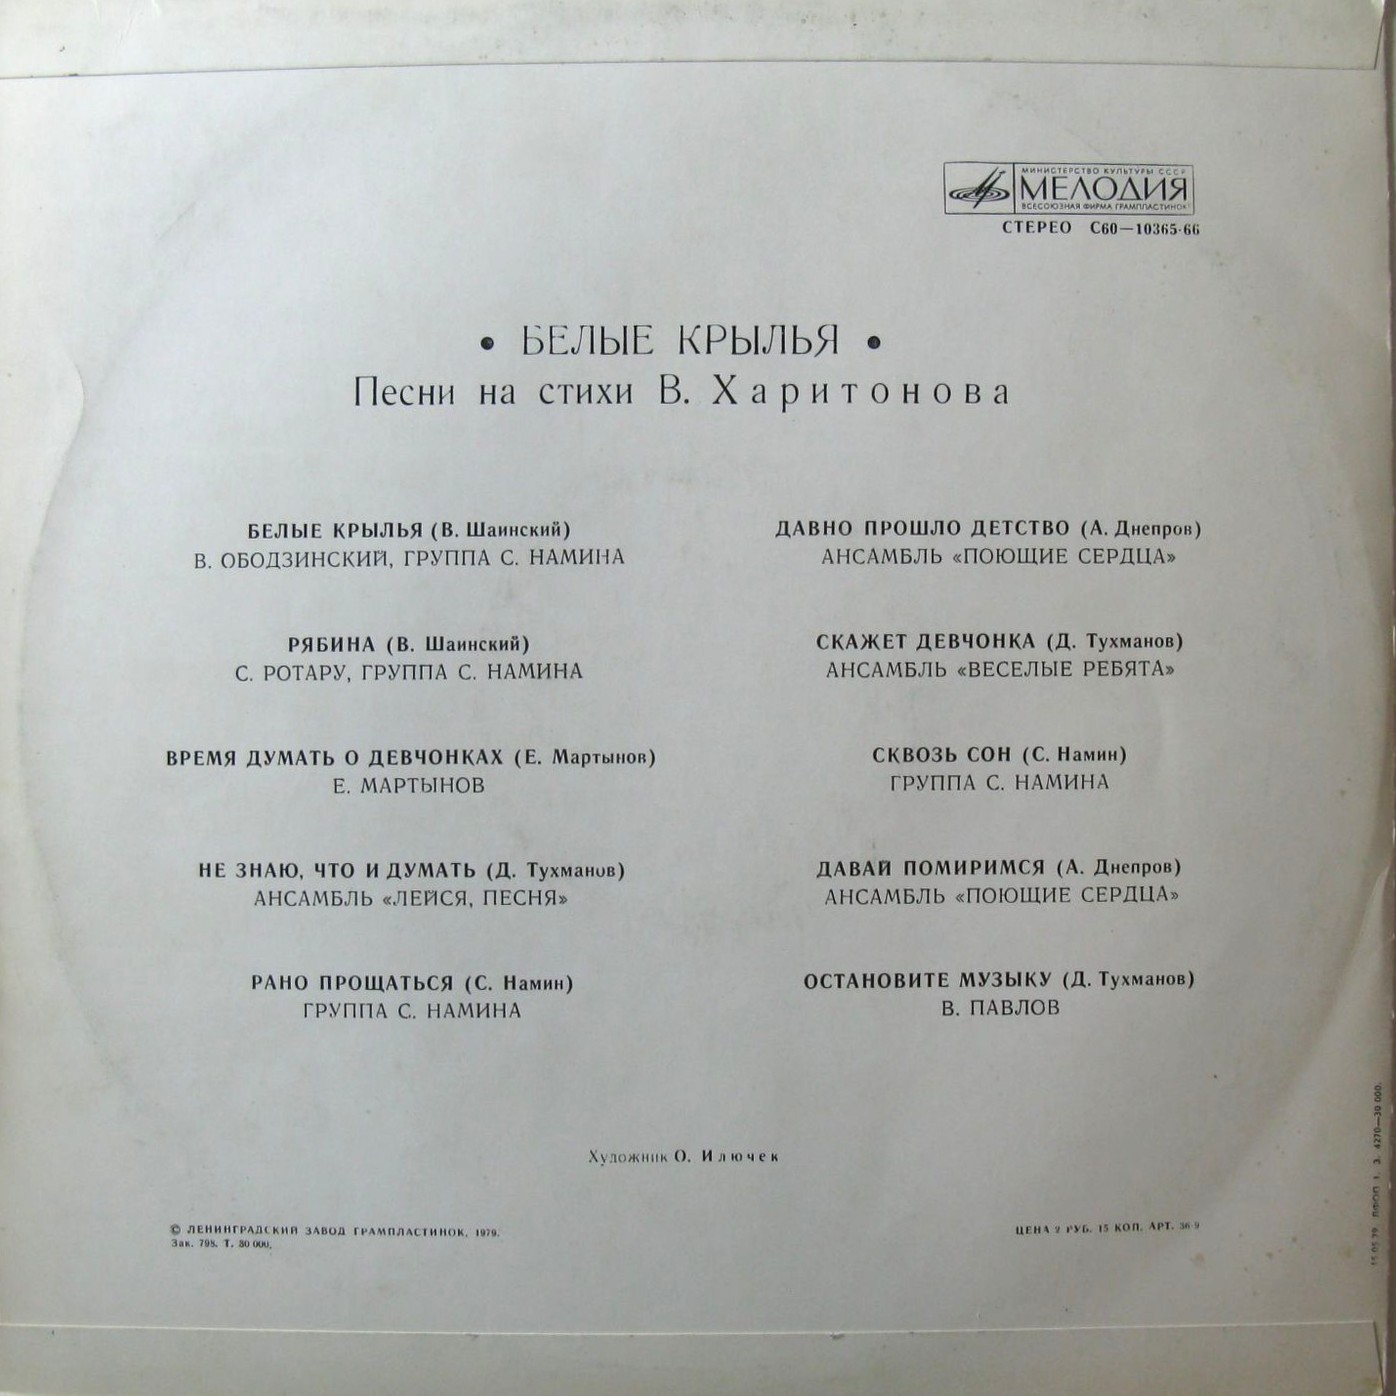 МИНИСТЕРСТВО КУЛЬТУРЫ СССР
МЕЛОДИЯ
ВСЕСОЮЗНАЯ ФИРМА ГРАМПЛАСТИНОК
СТЕРЕО С60—10365-66
• БЕЛЫЕ КРЫЛЬЯ •
Песни на стихи В. Харитонова
БЕЛЫЕ КРЫЛЬЯ (В. Шаинский)
В. ОБОДЗИНСКИЙ, ГРУППА С. НАМИНА
РЯБИНА (В. Шаинский)
С. РОТАРУ, ГРУППА С. НАМИНА
ВРЕМЯ ДУМАТЬ О ДЕВЧОНКАХ (Е. Мартынов)
Е. МАРТЫНОВ
НЕ ЗНАЮ, ЧТО И ДУМАТЬ (Д. Тухманов)
АНСАМБЛЬ «ЛЕЙСЯ, ПЕСНЯ»
РАНО ПРОЩАТЬСЯ (С. Намин)
ГРУППА С. НАМИНА
ДАВНО ПРОШЛО ДЕТСТВО (А. Днепров)
АНСАМБЛЬ «ПОЮЩИЕ СЕРДЦА»
СКАЖЕТ ДЕВЧОНКА (Д. Тухманов)
АНСАМБЛЬ «ВЕСЕЛЫЕ РЕБЯТА»
СКВОЗЬ СОН (С. Намин)
ГРУППА С. НАМИНА
ДАВАЙ ПОМИРИМСЯ (А. Днепров)
АНСАМБЛЬ «ПОЮЩИЕ СЕРДЦА»
ОСТАНОВИТЕ МУЗЫКУ (Д. Тухманов)
В. ПАВЛОВ
Художник О. Илючек
© ЛЕНИНГРАДСКИЙ ЗАВОД ГРАМПЛАСТИНОК, 1979.
Зак. 798. Т. 30 000.
ЦЕНА 2 РУБ. 15 КОП. АРТ.
З. 4270—30 000.